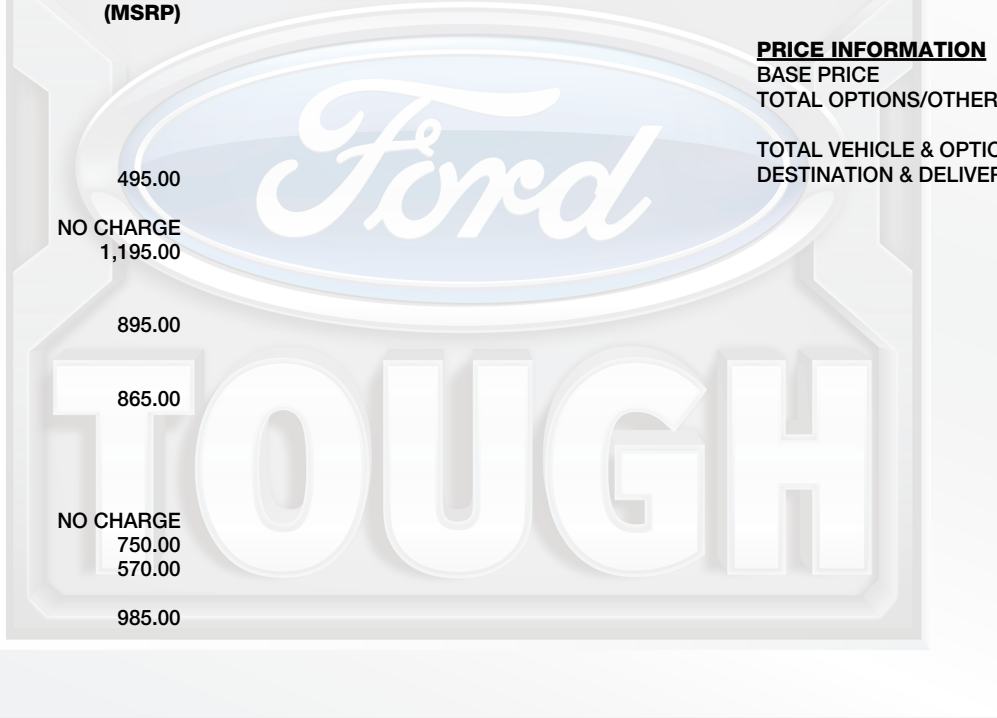 (MSRP)
495.00
NO CHARGE
1,195.00
895.00
865.00
NO CHARGE
750.00
570.00
985.00
PRICE INFORMATION
BASE PRICE
TOTAL OPTIONS/OTHER
TOTAL VEHICLE & OPTIO
DESTINATION & DELIVER
Ford
TOUGH